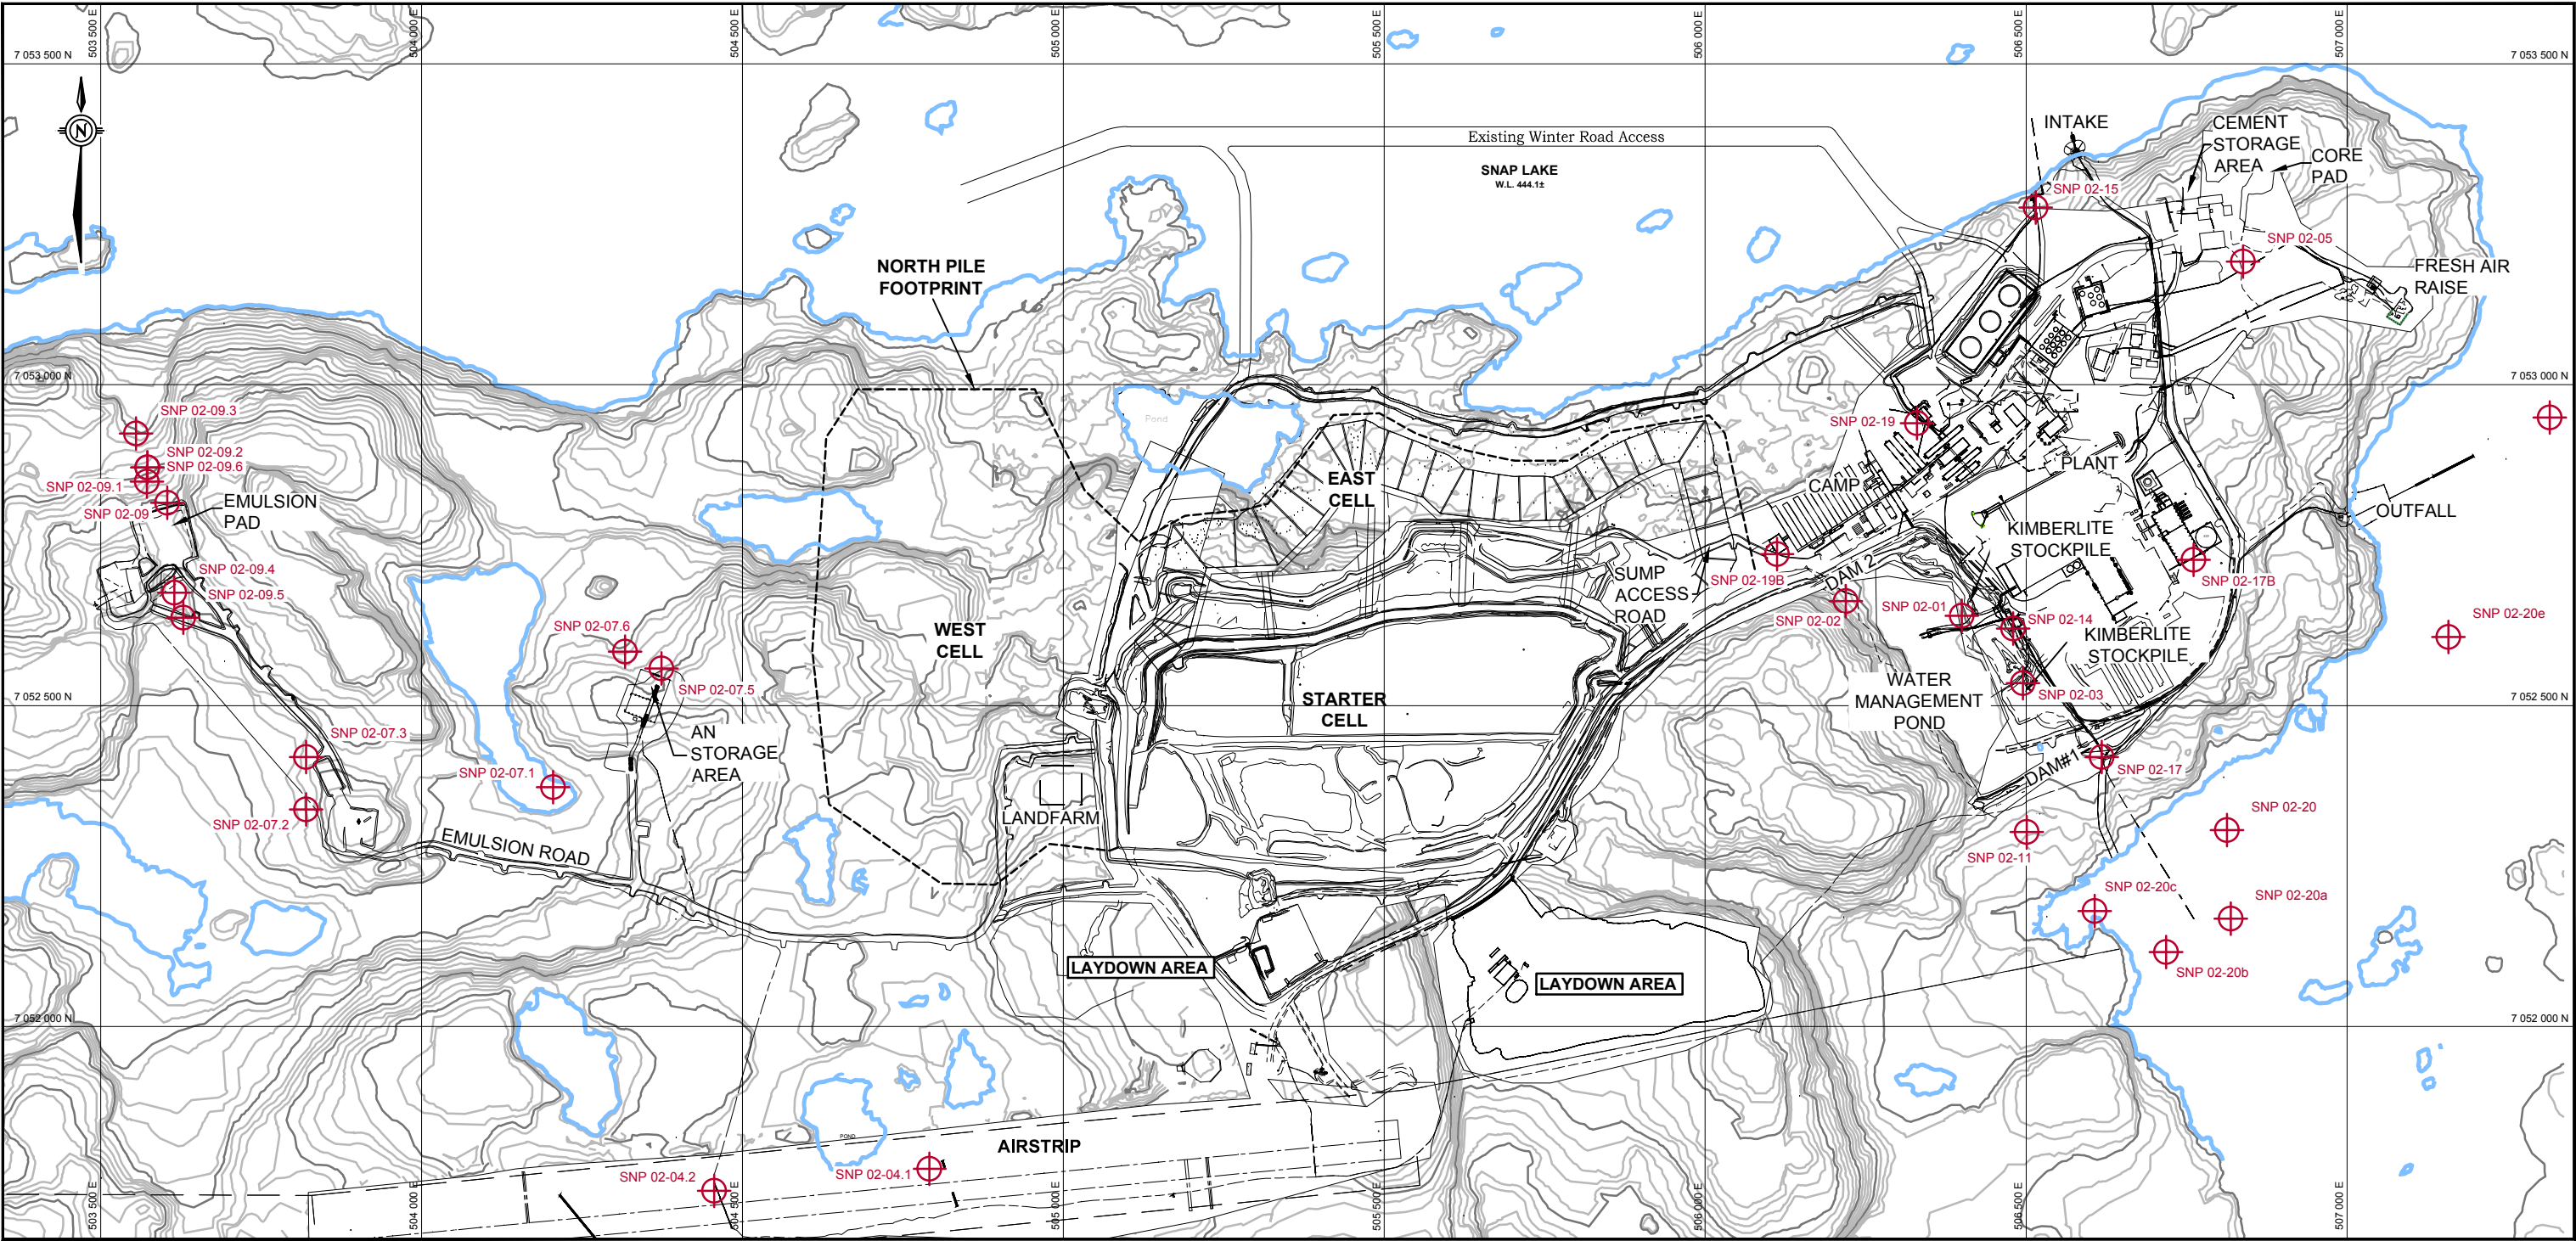 503 500 E
504 000 E
504 500 E
505 000 E
505 500 E
506 000 E
506 500 E
507 000 E
7 053 500 N
7 053 500 N
N
Existing Winter Road Access
SNAP LAKE
W.L. 444.1±
INTAKE
CEMENT
STORAGE
AREA
CORE
PAD
SNP 02-15
SNP 02-05
FRESH AIR
RAISE
NORTH PILE
FOOTPRINT
7 053 000 N
7 053 000 N
SNP 02-09.3
SNP 02-09.2
SNP 02-09.6
SNP 02-09.1
SNP 02-09
EMULSION
PAD
Pond
EAST
CELL
SNP 02-19
PLANT
CAMP
KIMBERLITE
STOCKPILE
OUTFALL
SNP 02-09.4
SNP 02-09.5
SUMP
ACCESS
ROAD
SNP 02-19B
DAM 2
SNP 02-02
SNP 02-01
SNP 02-14
SNP 02-17B
KIMBERLITE
STOCKPILE
SNP 02-20e
SNP 02-07.6
SNP 02-07.5
WEST
CELL
STARTER
CELL
WATER
MANAGEMENT
POND
SNP 02-03
7 052 500 N
7 052 500 N
SNP 02-07.3
AN
STORAGE
AREA
SNP 02-07.1
SNP 02-07.2
DAM#1
SNP 02-17
LANDFARM
SNP 02-20
EMULSION ROAD
SNP 02-11
SNP 02-20c
SNP 02-20a
SNP 02-20b
LAYDOWN AREA
LAYDOWN AREA
7 052 000 N
7 052 000 N
POND
AIRSTRIP
SNP 02-04.2
SNP 02-04.1
503 500 E
504 000 E
504 500 E
505 000 E
505 500 E
506 000 E
506 500 E
507 000 E